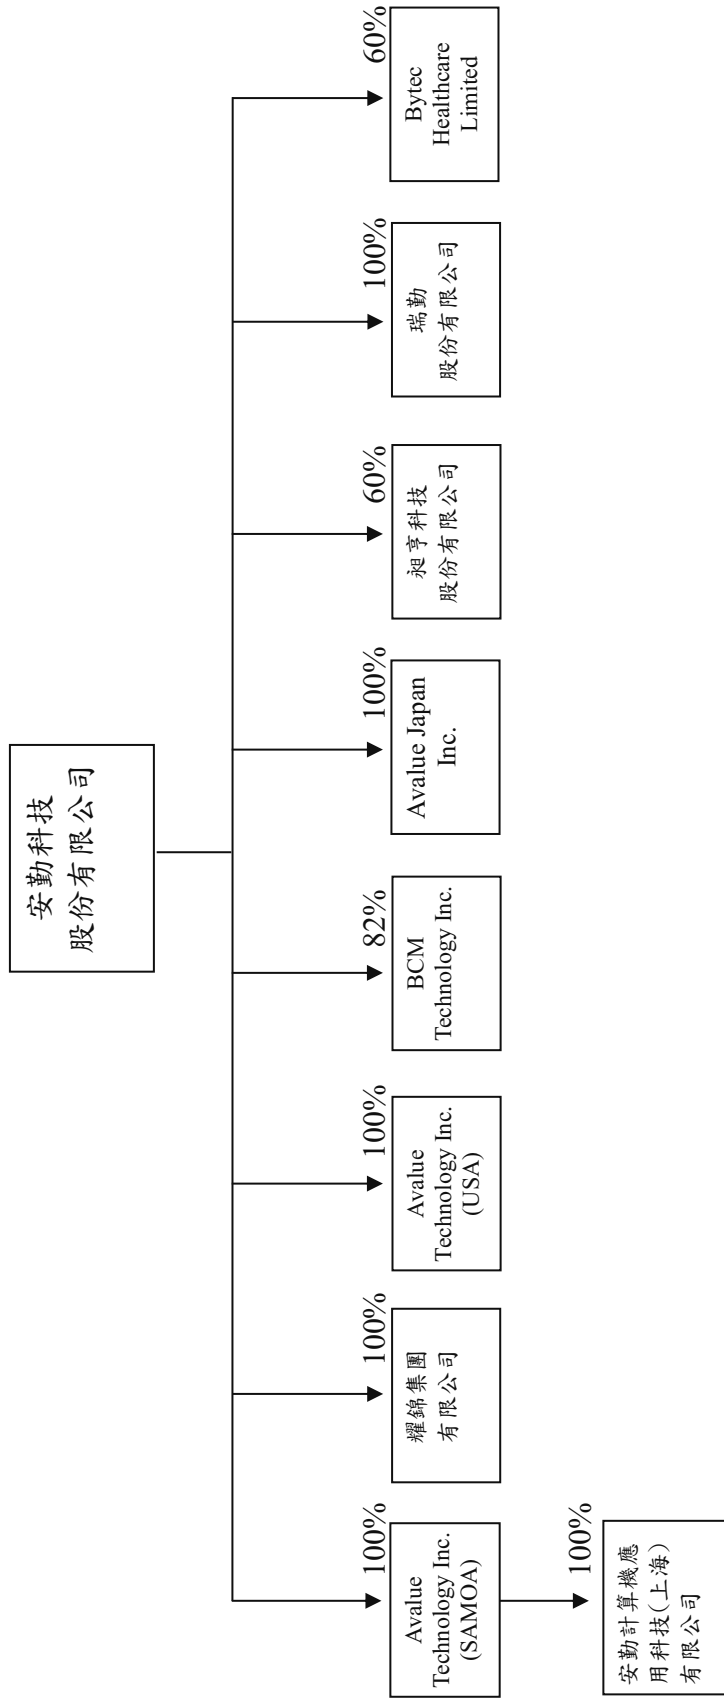 安勤科技
股份有限公司
100%
Avalue
Technology Inc.
(SAMOA)
100%
耀錦集團
有限公司
100%
Avalue
Technology Inc.
(USA)
82%
BCM
Technology Inc.
100%
Avalue Japan
Inc.
60%
昶亨科技
股份有限公司
100%
瑞勤
股份有限公司
60%
Bytec
Healthcare
Limited
100%
安勤計算機應
用科技(上海)
有限公司